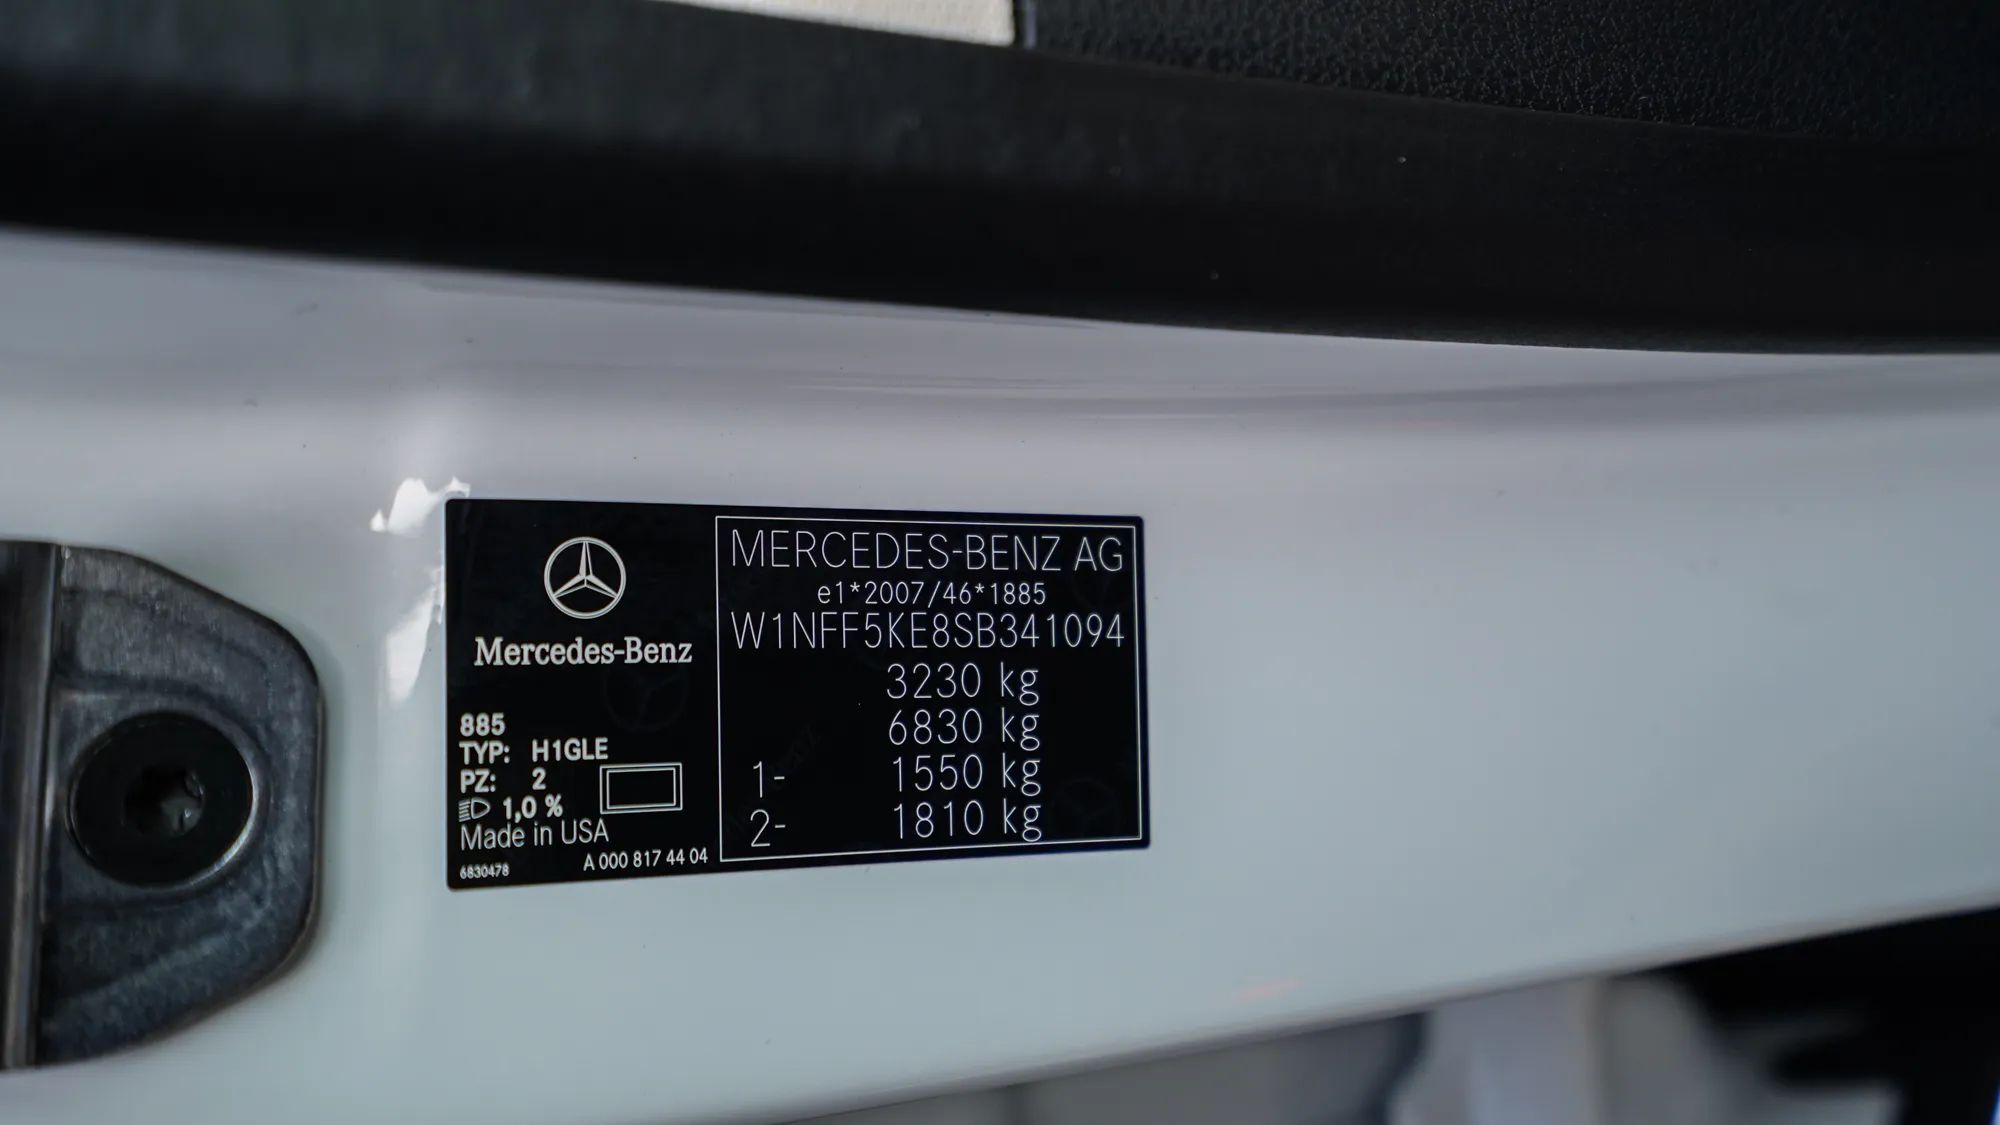 Mercedes-Benz
885
TYP: H1GLE
PZ: 2
1,0 %
Made in USA
6830478
A 000 817 44 04
MERCEDES-BENZ AG
e1*2007/46*1885
W1NFF5KE8SB341094
3230 kg
6830 kg
1- 1550 kg
2- 1810 kg